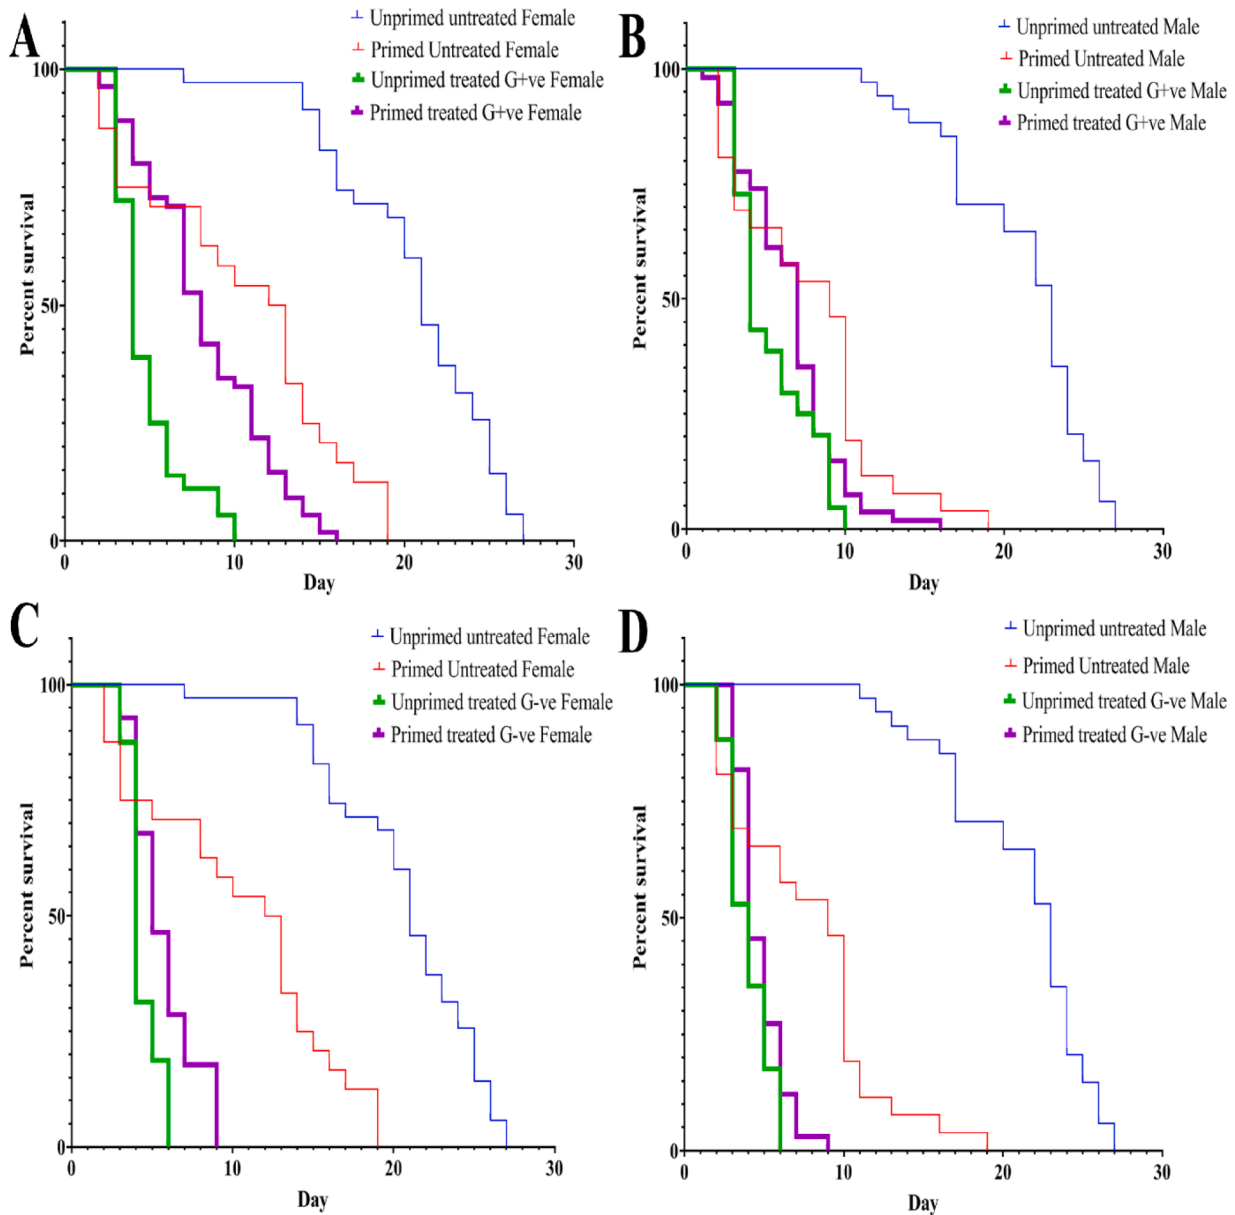 A
Unprimed untreated Female
Primed Untreated Female
Unprimed treated G+ve Female
Primed treated G+ve Female
100
50
0
Percent survival
0 10 20 30
Day
B
Unprimed untreated Male
Primed Untreated Male
Unprimed treated G+ve Male
Primed treated G+ve Male
100
50
0
Percent survival
0 10 20 30
Day
C
Unprimed untreated Female
Primed Untreated Female
Unprimed treated G-ve Female
Primed treated G-ve Female
100
50
0
Percent survival
0 10 20 30
Day
D
Unprimed untreated Male
Primed Untreated Male
Unprimed treated G-ve Male
Primed treated G-ve Male
100
50
0
Percent survival
0 10 20 30
Day